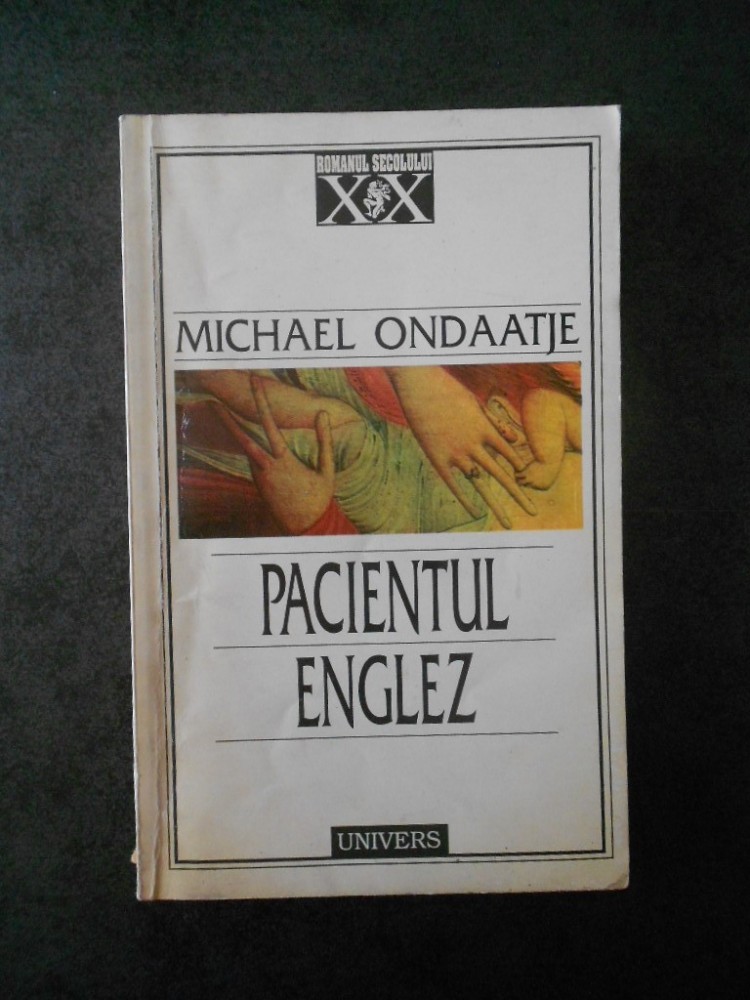 ROMANUL SECOLULUI
XX
MICHAEL ONDAATJE
PACIENTUL
ENGLEZ
UNIVERS